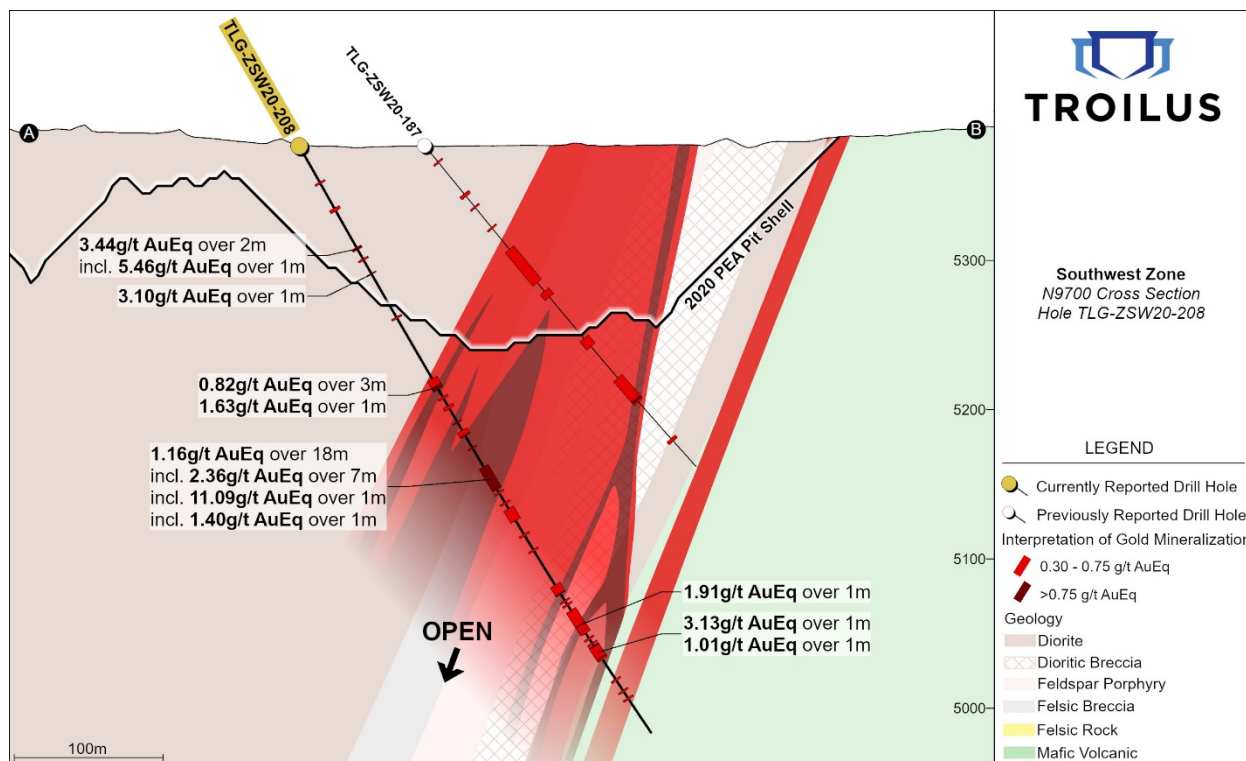 TLG-ZSW20-208
TLG-ZSW20-187
A
B
3.44g/t AuEq over 2m
incl. 5.46g/t AuEq over 1m
3.10g/t AuEq over 1m
0.82g/t AuEq over 3m
1.63g/t AuEq over 1m
1.16g/t AuEq over 18m
incl. 2.36g/t AuEq over 7m
incl. 11.09g/t AuEq over 1m
incl. 1.40g/t AuEq over 1m
2020 PEA Pit Shell
1.91g/t AuEq over 1m
3.13g/t AuEq over 1m
1.01g/t AuEq over 1m
OPEN
100m
5300
5200
5100
5000
TROILUS
Southwest Zone
N9700 Cross Section
Hole TLG-ZSW20-208
LEGEND
Currently Reported Drill Hole
Previously Reported Drill Hole
Interpretation of Gold Mineralization
0.30 - 0.75 g/t AuEq
>0.75 g/t AuEq
Geology
Diorite
Dioritic Breccia
Feldspar Porphyry
Felsic Breccia
Felsic Rock
Mafic Volcanic